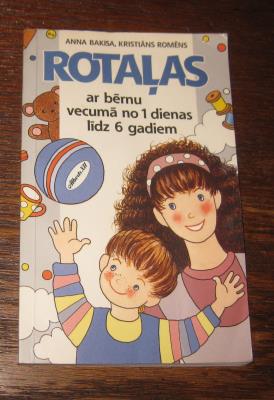 ANNA BAKISA, KRISTIĀNS ROMĒNS
ROTAĻAS
ar bērnu
vecumā no 1 dienas
līdz 6 gadiem